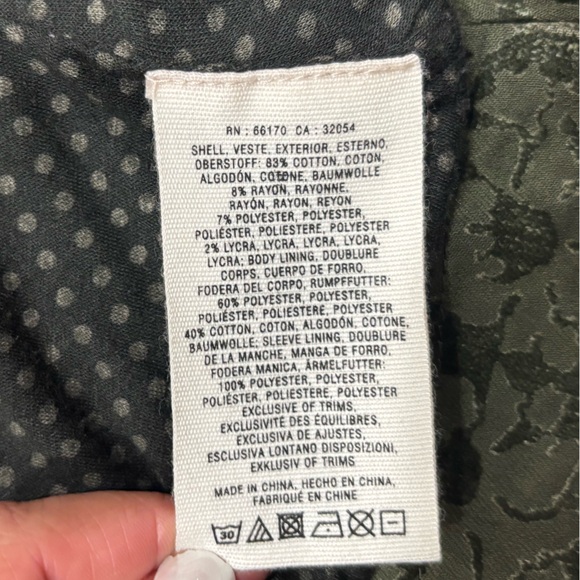 RN : 66170 CA : 32054
SHELL, VESTE, EXTERIOR, ESTERNO,
OBERSTOFF: 83% COTTON, COTON,
ALGODÓN, COTONE, BAUMWOLLE
8% RAYON, RAYONNE,
RAYÓN, RAYON, REYON
7% POLYESTER, POLYESTER,
POLIÉSTER, POLIESTERE, POLYESTER
2% LYCRA, LYCRA, LYCRA, LYCRA,
LYCRA; BODY LINING, DOUBLURE
CORPS, CUERPO DE FORRO,
FODERA DEL CORPO, RUMPFFUTTER:
60% POLYESTER, POLYESTER,
POLIÉSTER, POLIESTERE, POLYESTER
40% COTTON, COTON, ALGODÓN, COTONE,
BAUMWOLLE; SLEEVE LINING, DOUBLURE
DE LA MANCHE, MANGA DE FORRO,
FODERA MANICA, ÄRMELFUTTER:
100% POLYESTER, POLYESTER,
POLIÉSTER, POLIESTERE, POLYESTER
EXCLUSIVE OF TRIMS,
EXCLUSIVITÉ DES ÉQUILIBRES,
EXCLUSIVA DE AJUSTES,
ESCLUSIVA LONTANO DISPOSIZIONI,
EXKLUSIV OF TRIMS
MADE IN CHINA, HECHO EN CHINA,
FABRIQUÉ EN CHINE
30